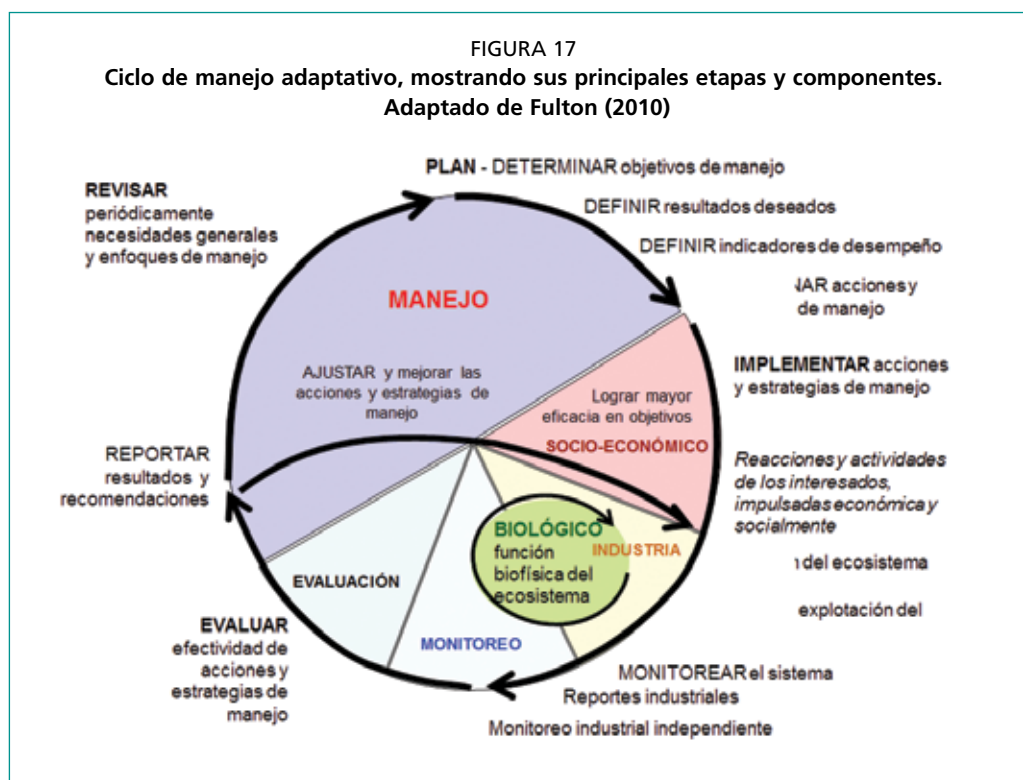 FIGURA 17
Ciclo de manejo adaptativo, mostrando sus principales etapas y componentes.
Adaptado de Fulton (2010)
PLAN - DETERMINAR objetivos de manejo
DEFINIR resultados deseados
DEFINIR indicadores de desempeño
acciones y
de manejo
IMPLEMENTAR acciones
y estrategias de manejo
Reacciones y actividades
de los interesados,
impulsadas económica y
socialmente
del ecosistema
explotación del
MONITOREAR el sistema
Reportes industriales
Monitoreo industrial independiente
EVALUAR
efectividad de
acciones y
estrategias de
manejo
REPORTAR
resultados y
recomendaciones
REVISAR
periódicamente
necesidades generales
y enfoques de manejo
MANEJO
AJUSTAR y mejorar las
acciones y estrategias de
manejo
Lograr mayor
eficacia en objetivos
SOCIO-ECONÓMICO
BIOLÓGICO
función
biofísica del
ecosistema
INDUSTRIA
EVALUACIÓN
MONITOREO